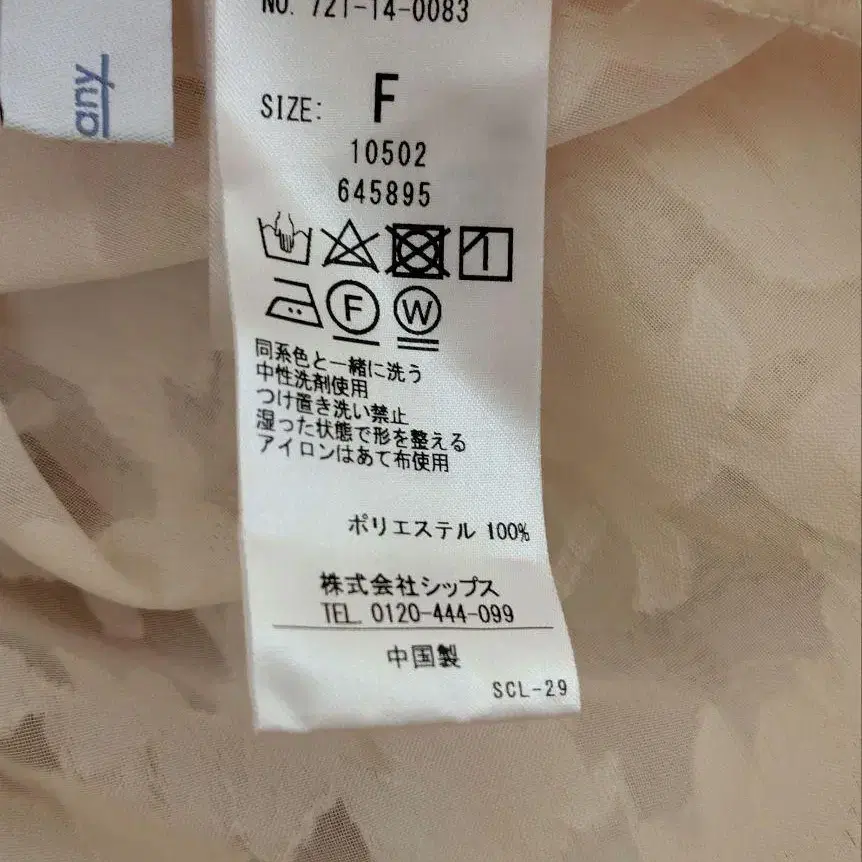 any
NO. 721-14-0083
SIZE: F
10502
645895
F W
同系色と一緒に洗う
中性洗剤使用
つけ置き洗い禁止
湿った状態で形を整える
アイロンはあて布使用
ポリエステル 100%
株式会社シップス
TEL. 0120-444-099
中国製
SCL-29